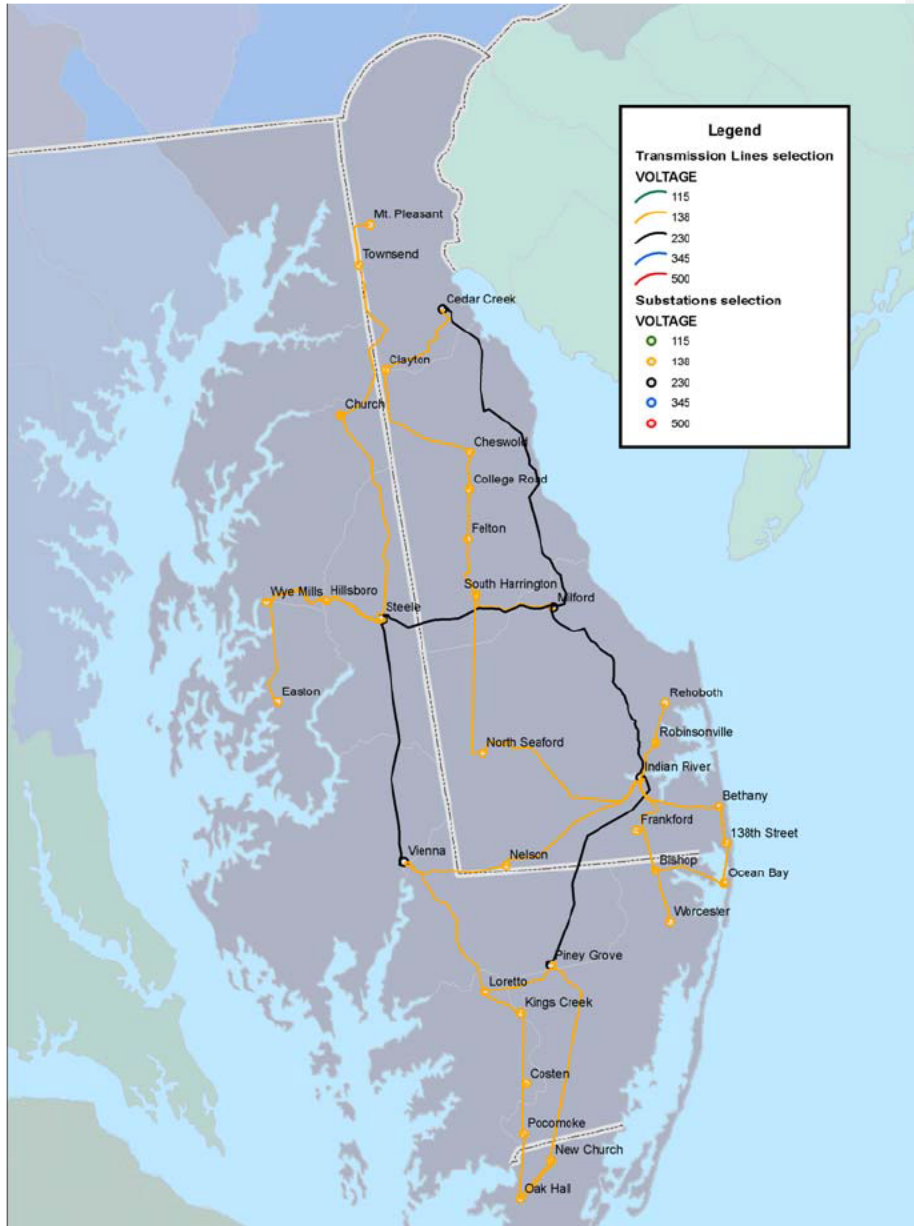 Legend
Transmission Lines selection
VOLTAGE
115
138
230
345
500
Substations selection
VOLTAGE
115
138
230
345
500
Mt. Pleasant
Townsend
Cedar Creek
Clayton
Church
Cheswold
College Road
Felton
South Harrington
Wye Mills
Hillsboro
Steele
Milford
Easton
Rehoboth
Robinsonville
North Seaford
Indian River
Bethany
Frankford
138th Street
Vienna
Nelson
Bishop
Ocean Bay
Worcester
Piney Grove
Loretto
Kings Creek
Costen
Pocomoke
New Church
Oak Hall